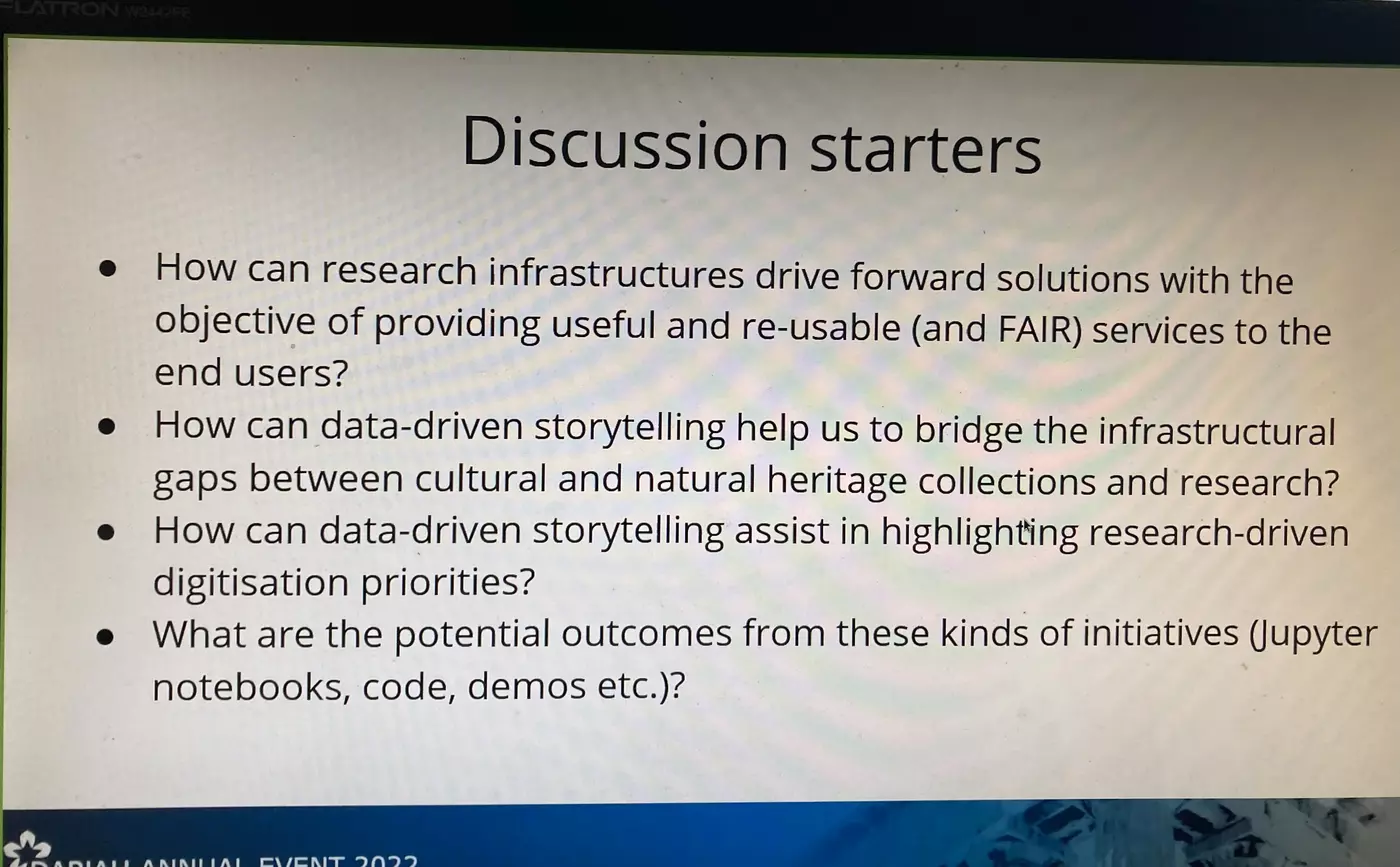 FLATRON
Discussion starters
● How can research infrastructures drive forward solutions with the
objective of providing useful and re-usable (and FAIR) services to the
end users?
● How can data-driven storytelling help us to bridge the infrastructural
gaps between cultural and natural heritage collections and research?
● How can data-driven storytelling assist in highlighting research-driven
digitisation priorities?
● What are the potential outcomes from these kinds of initiatives (Jupyter
notebooks, code, demos etc.)?
DARIAH ANNUAL EVENT 2022